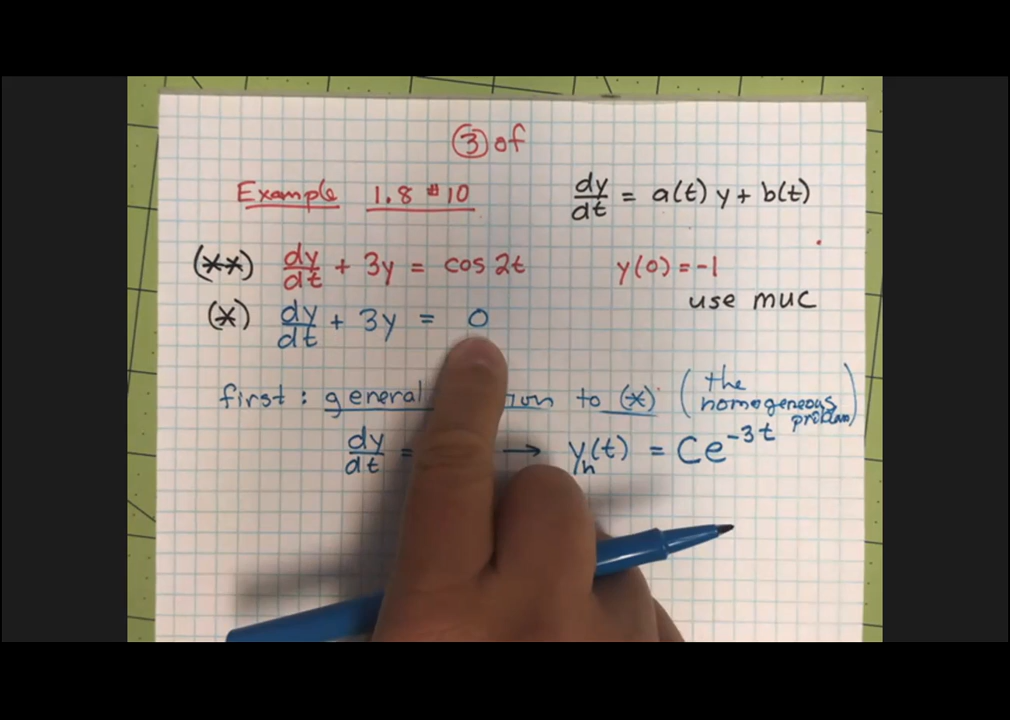 ③ of
Example 1.8 #10
dy/dt = a(t) y + b(t)
(**) dy/dt + 3y = cos 2t
y(0) = -1
use muc
(*) dy/dt + 3y = 0
first : general ion to (*) (the homogeneous problem)
dy/dt = → y_h(t) = Ce^{-3t}